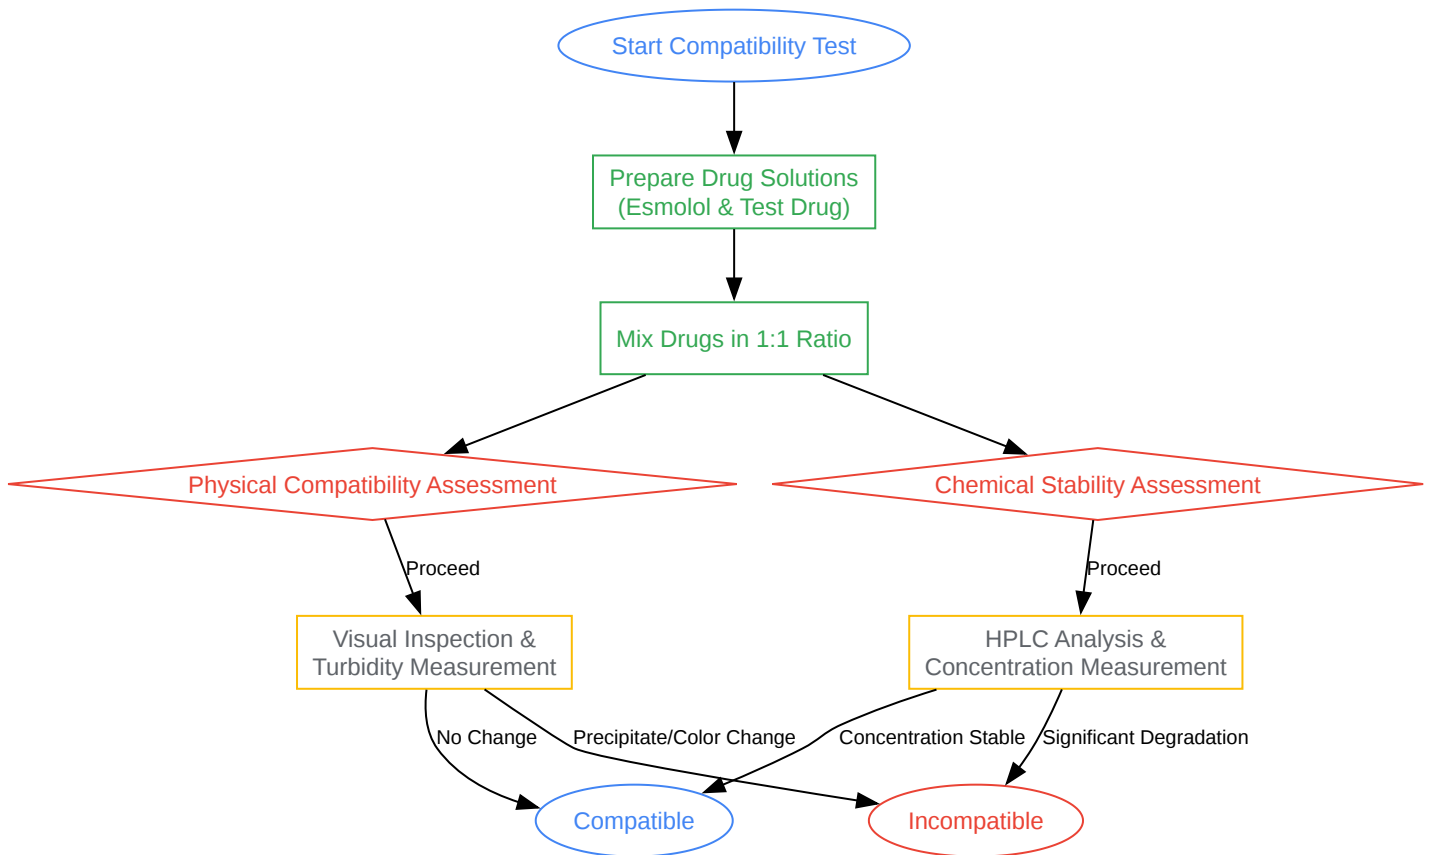 Start Compatibility Test
Prepare Drug Solutions
(Esmolol & Test Drug)
Mix Drugs in 1:1 Ratio
Physical Compatibility Assessment
Chemical Stability Assessment
Proceed
Proceed
Visual Inspection &
Turbidity Measurement
HPLC Analysis &
Concentration Measurement
No Change
Precipitate/Color Change
Concentration Stable
Significant Degradation
Compatible
Incompatible